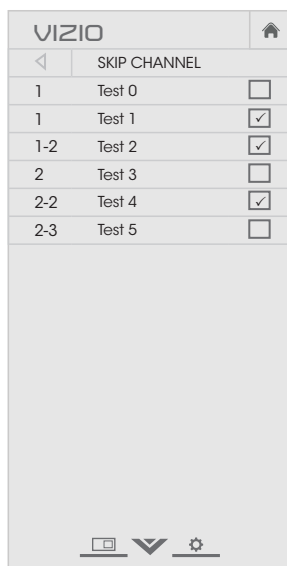 VIZIO
SKIP CHANNEL
1 Test 0
1 Test 1
1-2 Test 2
2 Test 3
2-2 Test 4
2-3 Test 5